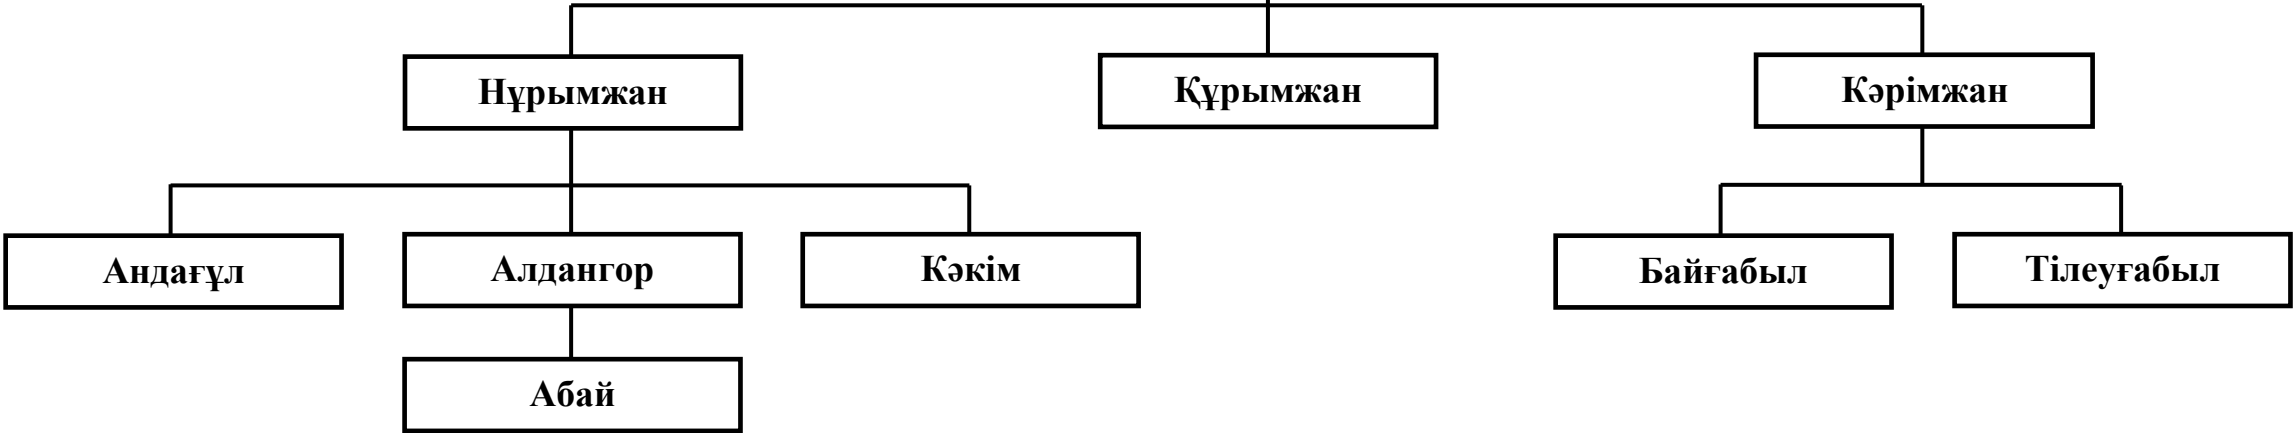 Нұрымжан
Құрымжан
Кәрімжан
Андағұл
Алдангор
Кәкім
Байғабыл
Тілеуғабыл
Абай